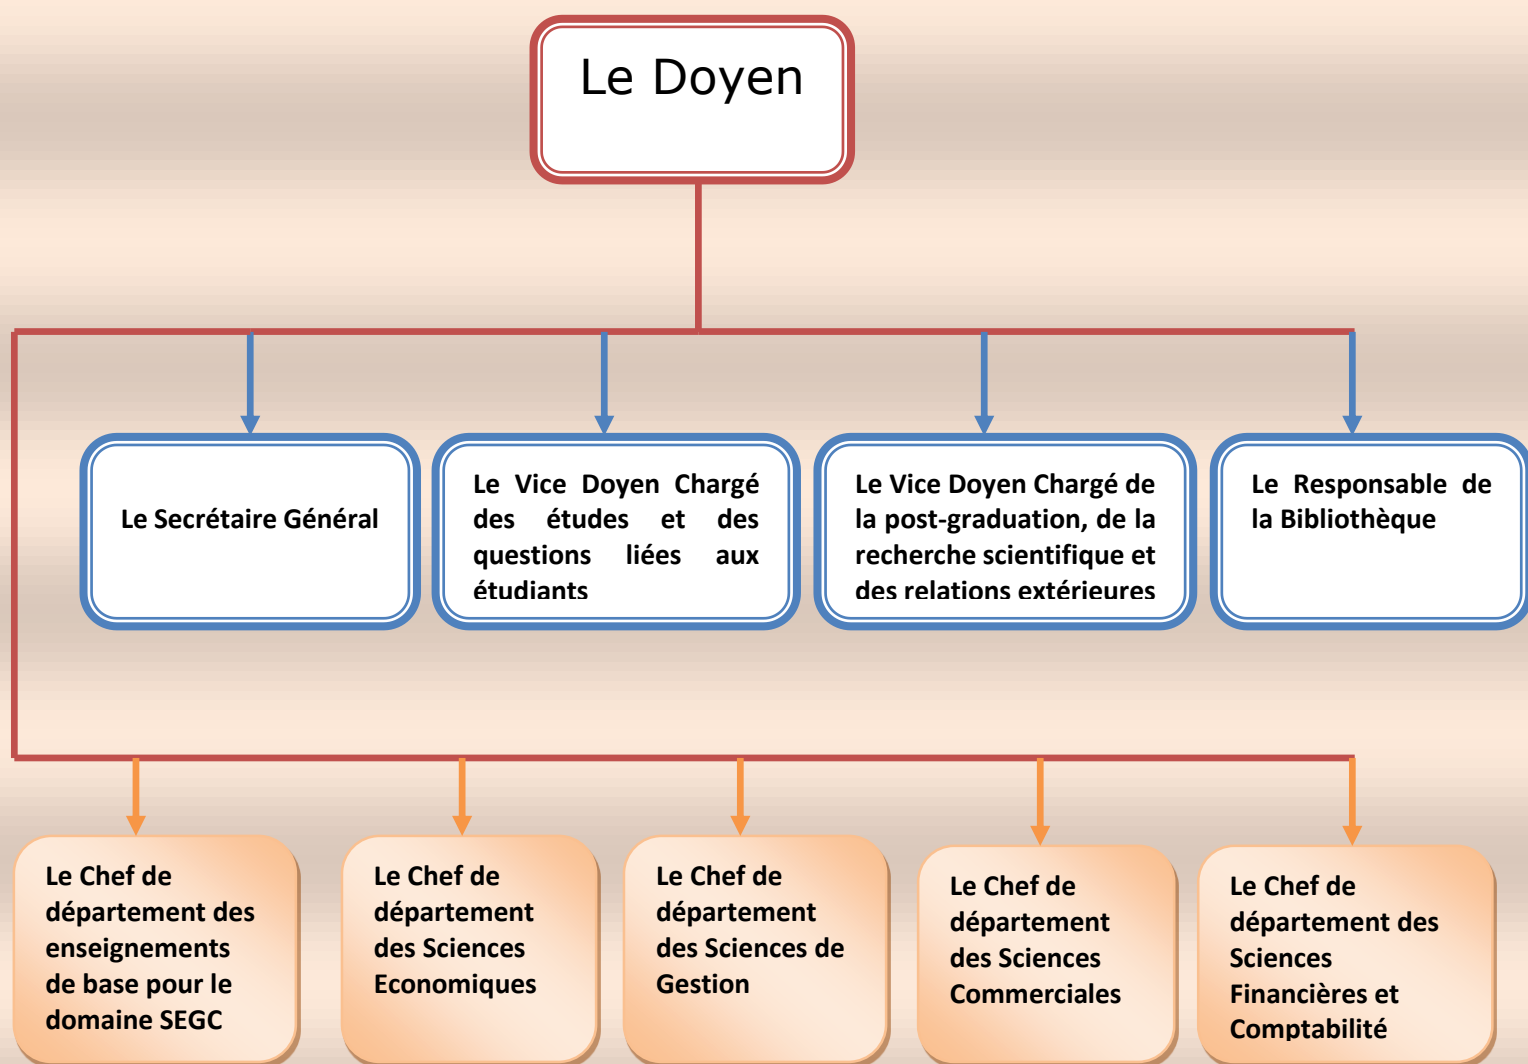 Le Doyen
Le Secrétaire Général
Le Vice Doyen Chargé
des études et des
questions liées aux
étudiants
Le Vice Doyen Chargé de
la post-graduation, de la
recherche scientifique et
des relations extérieures
Le Responsable de
la Bibliothèque
Le Chef de
département des
enseignements
de base pour le
domaine SEGC
Le Chef de
département
des Sciences
Economiques
Le Chef de
département
des Sciences de
Gestion
Le Chef de
département
des Sciences
Commerciales
Le Chef de
département des
Sciences
Financières et
Comptabilité